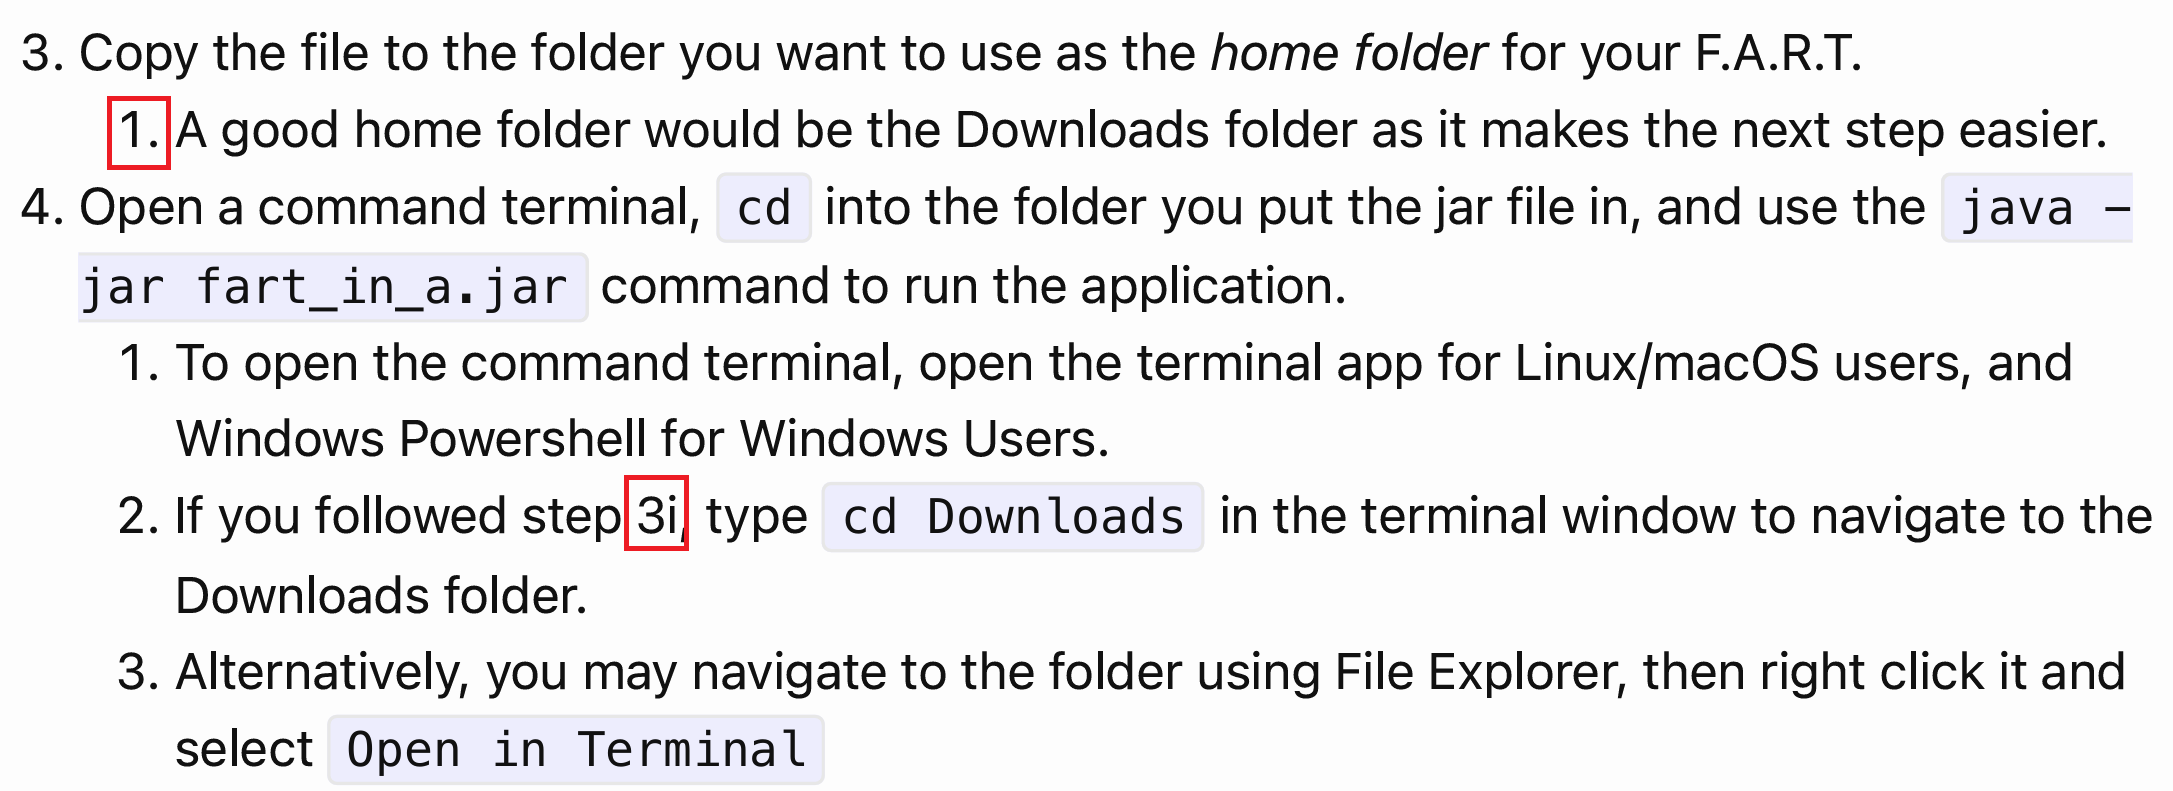 3. Copy the file to the folder you want to use as the home folder for your F.A.R.T.
1. A good home folder would be the Downloads folder as it makes the next step easier.
4. Open a command terminal, cd into the folder you put the jar file in, and use the java -
jar fart_in_a.jar command to run the application.
1. To open the command terminal, open the terminal app for Linux/macOS users, and
Windows Powershell for Windows Users.
2. If you followed step 3i, type cd Downloads in the terminal window to navigate to the
Downloads folder.
3. Alternatively, you may navigate to the folder using File Explorer, then right click it and
select Open in Terminal